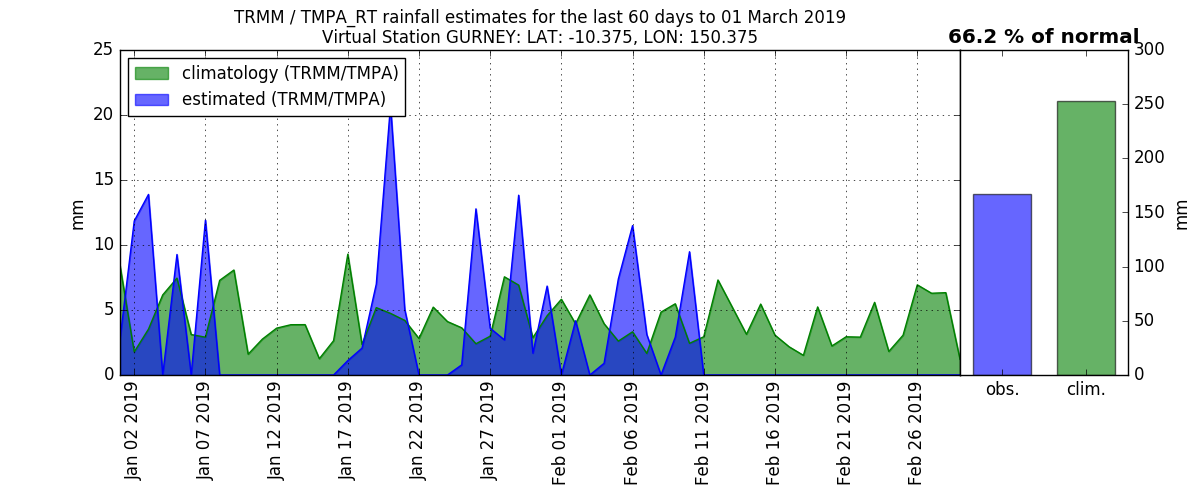 TRMM / TMPA_RT rainfall estimates for the last 60 days to 01 March 2019
Virtual Station GURNEY: LAT: -10.375, LON: 150.375
66.2 % of normal
climatology (TRMM/TMPA)
estimated (TRMM/TMPA)
25
20
15
10
5
0
mm
Jan 02 2019
Jan 07 2019
Jan 12 2019
Jan 17 2019
Jan 22 2019
Jan 27 2019
Feb 01 2019
Feb 06 2019
Feb 11 2019
Feb 16 2019
Feb 21 2019
Feb 26 2019
obs.
clim.
300
250
200
150
100
50
0
mm